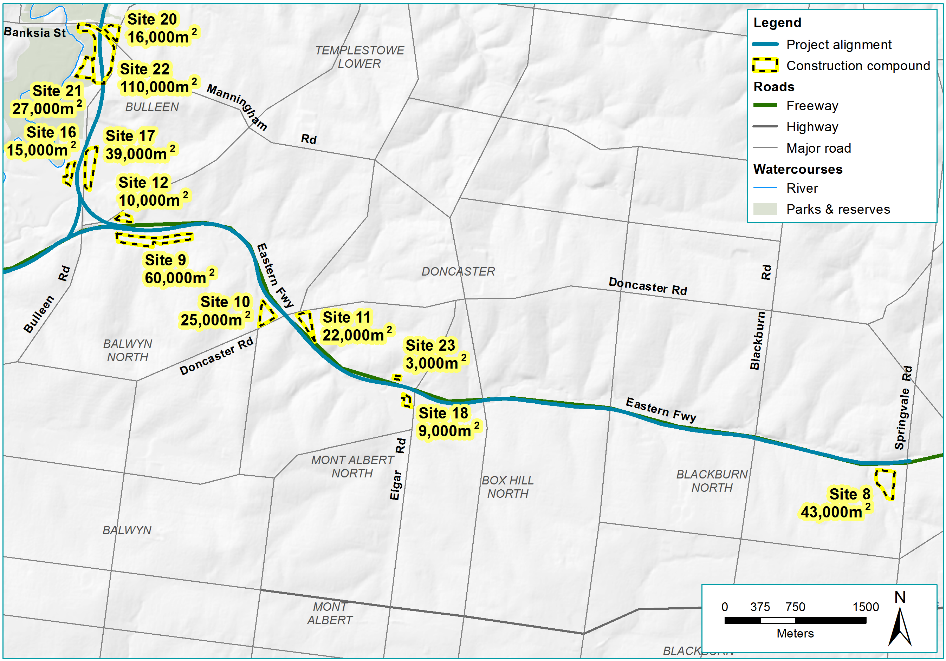 Banksia St
Site 20
16,000m²
Site 22
110,000m²
Site 21
27,000m²
BULLEEN
Manningham
Rd
TEMPLESTOWE
LOWER
Site 16
15,000m²
Site 17
39,000m²
Site 12
10,000m²
Site 9
60,000m²
Bulleen Rd
Eastern Fwy
DONCASTER
Doncaster Rd
Blackburn Rd
Site 10
25,000m²
Site 11
22,000m²
BALWYN
NORTH
Doncaster Rd
Site 23
3,000m²
Site 18
9,000m²
Eastern Fwy
Springvale Rd
Elgar Rd
MONT ALBERT
NORTH
BOX HILL
NORTH
BLACKBURN
NORTH
Site 8
43,000m²
BALWYN
MONT
ALBERT
BLACKBURN
Legend
Project alignment
Construction compound
Roads
Freeway
Highway
Major road
Watercourses
River
Parks & reserves
N
0 375 750 1500
Meters